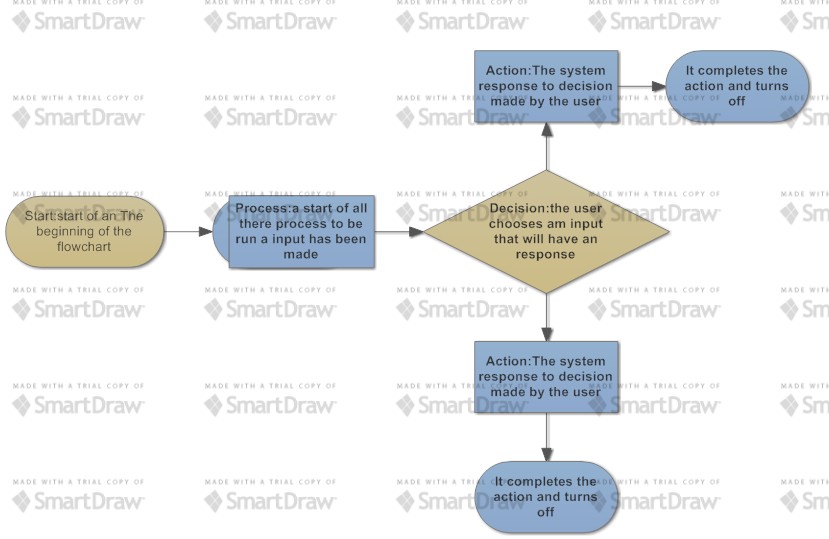 Start:start of an The
beginning of the
flowchart
Process:a start of all
there process to be
run a input has been
made
Decision:the user
chooses am input
that will have an
response
Action:The system
response to decision
made by the user
It completes the
action and turns
off
Action:The system
response to decision
made by the user
It completes the
action and turns
off
MADE WITH A TRIAL COPY OF
SmartDraw